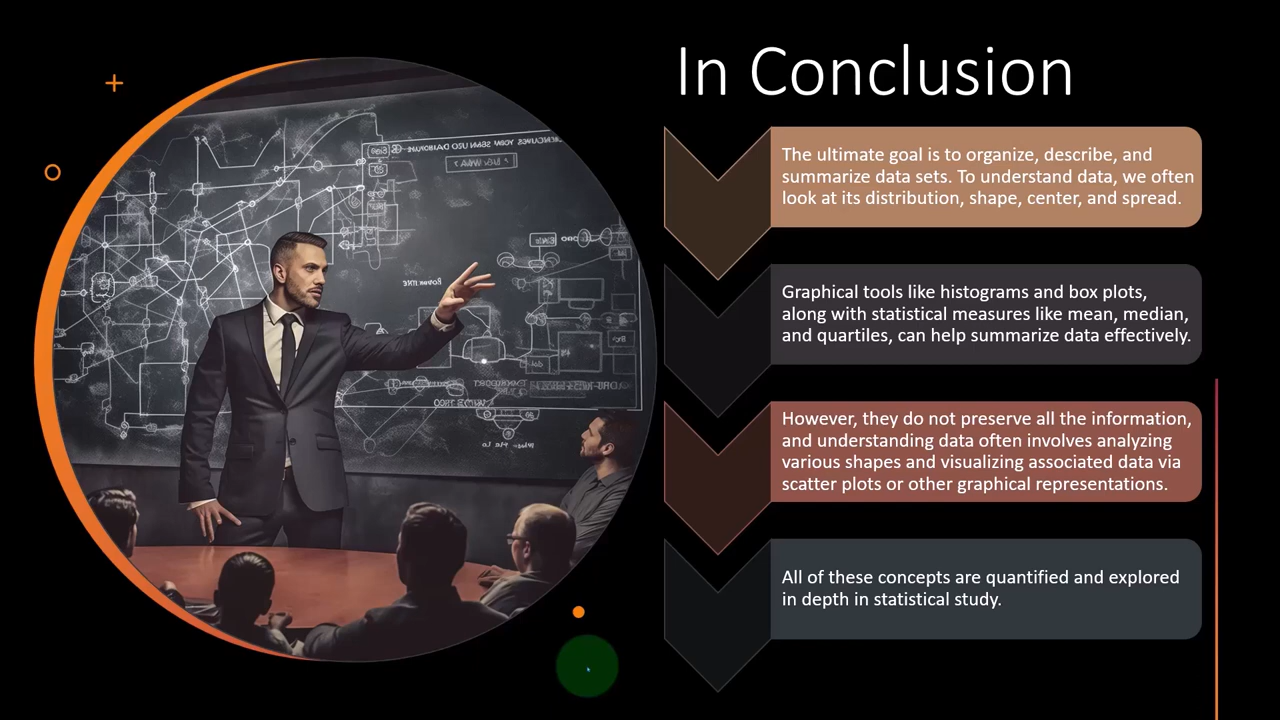 In Conclusion
The ultimate goal is to organize, describe, and
summarize data sets. To understand data, we often
look at its distribution, shape, center, and spread.
Graphical tools like histograms and box plots,
along with statistical measures like mean, median,
and quartiles, can help summarize data effectively.
However, they do not preserve all the information,
and understanding data often involves analyzing
various shapes and visualizing associated data via
scatter plots or other graphical representations.
All of these concepts are quantified and explored
in depth in statistical study.